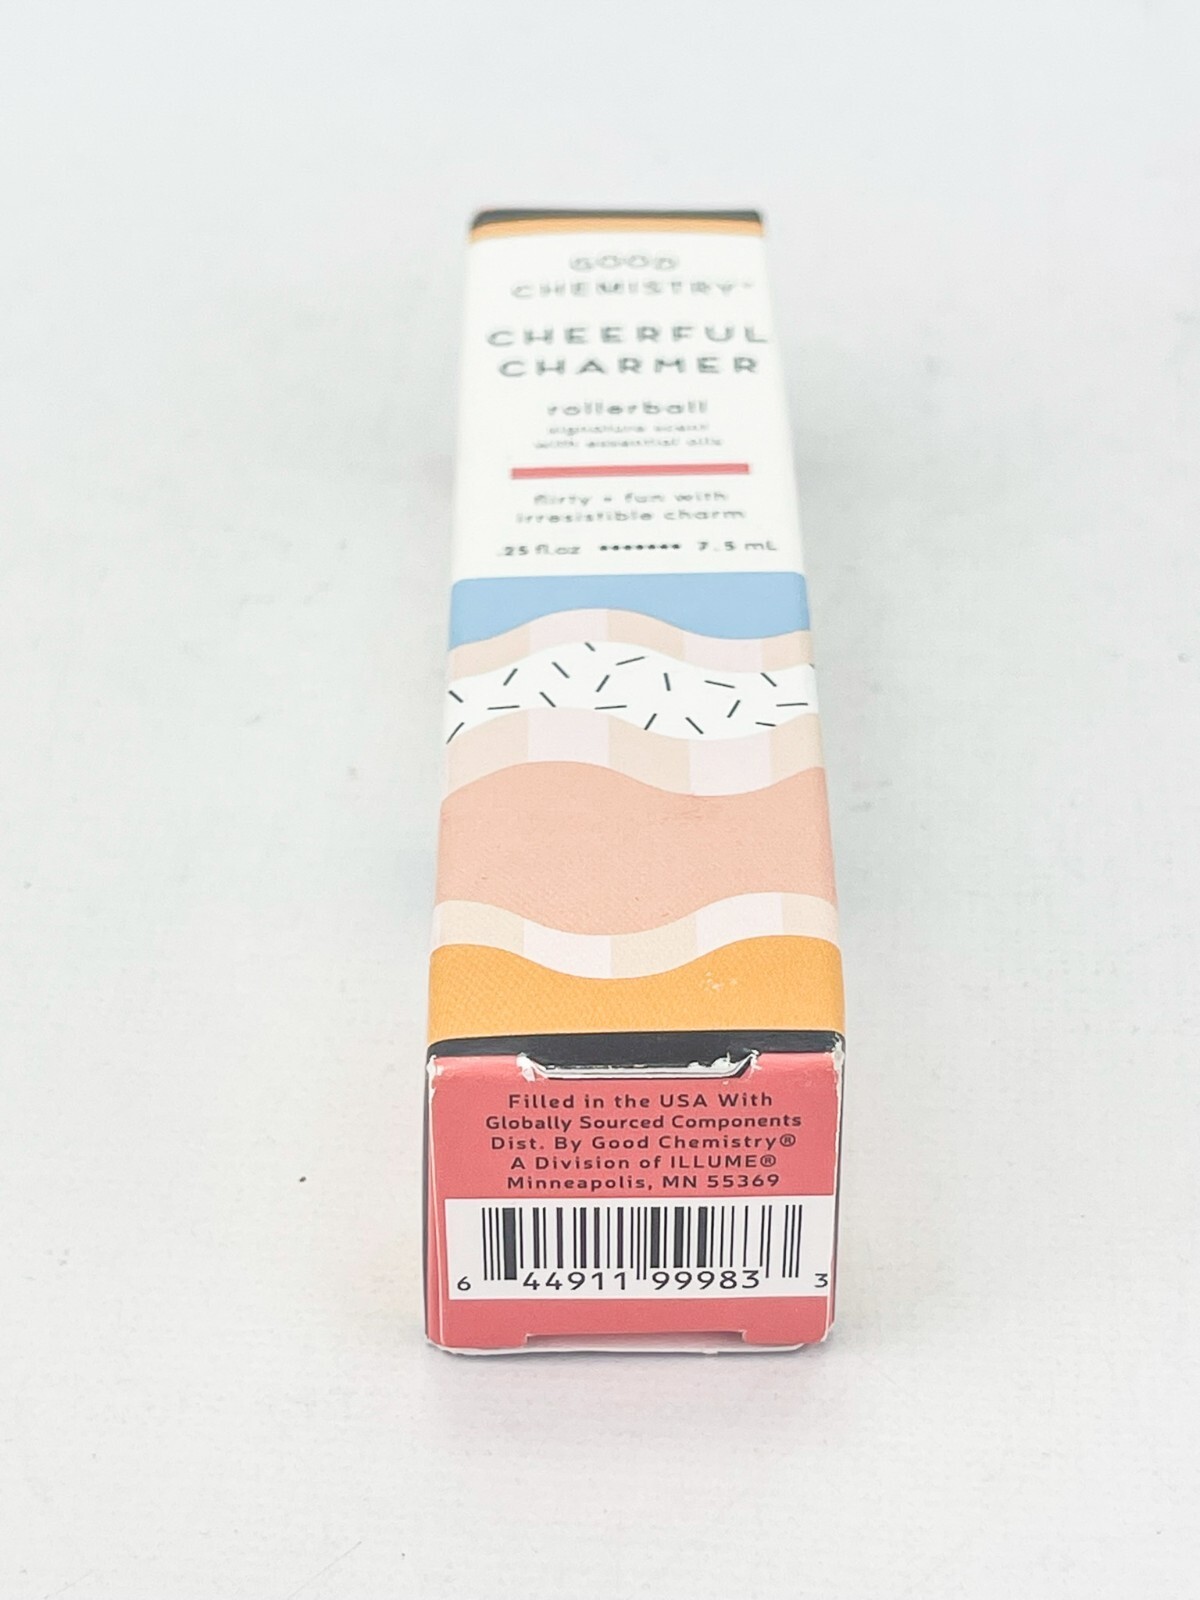 GOOD
CHEMISTRY™
CHEERFUL
CHARMER
rollerball
signature scent
with essential oils
flirty + fun with
irresistible charm
.25 fl.oz ••••••• 7.5 mL
Filled in the USA With
Globally Sourced Components
Dist. By Good Chemistry®
A Division of ILLUME®
Minneapolis, MN 55369
6 44911 99983 3